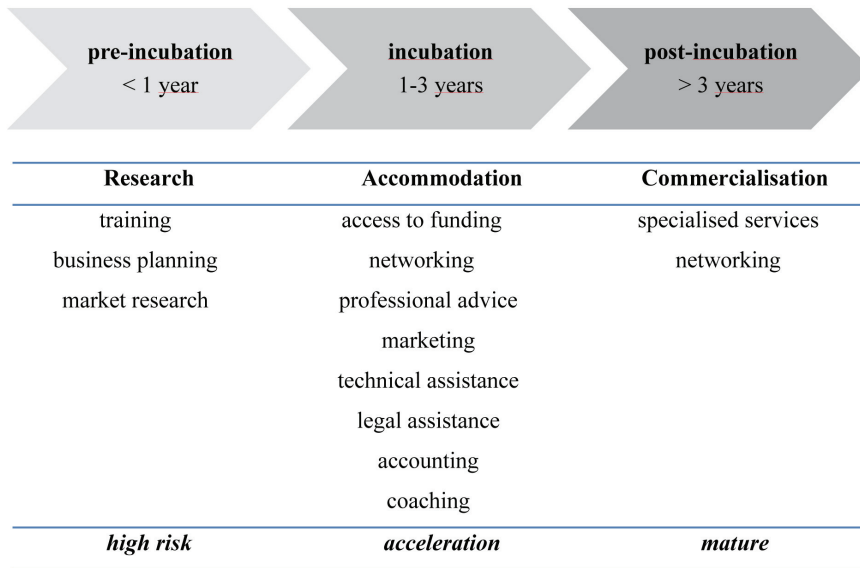 pre-incubation
< 1 year
incubation
1-3 years
post-incubation
> 3 years
Research Accommodation Commercialisation
training access to funding specialised services
business planning networking networking
market research professional advice
marketing
technical assistance
legal assistance
accounting
coaching
high risk acceleration mature